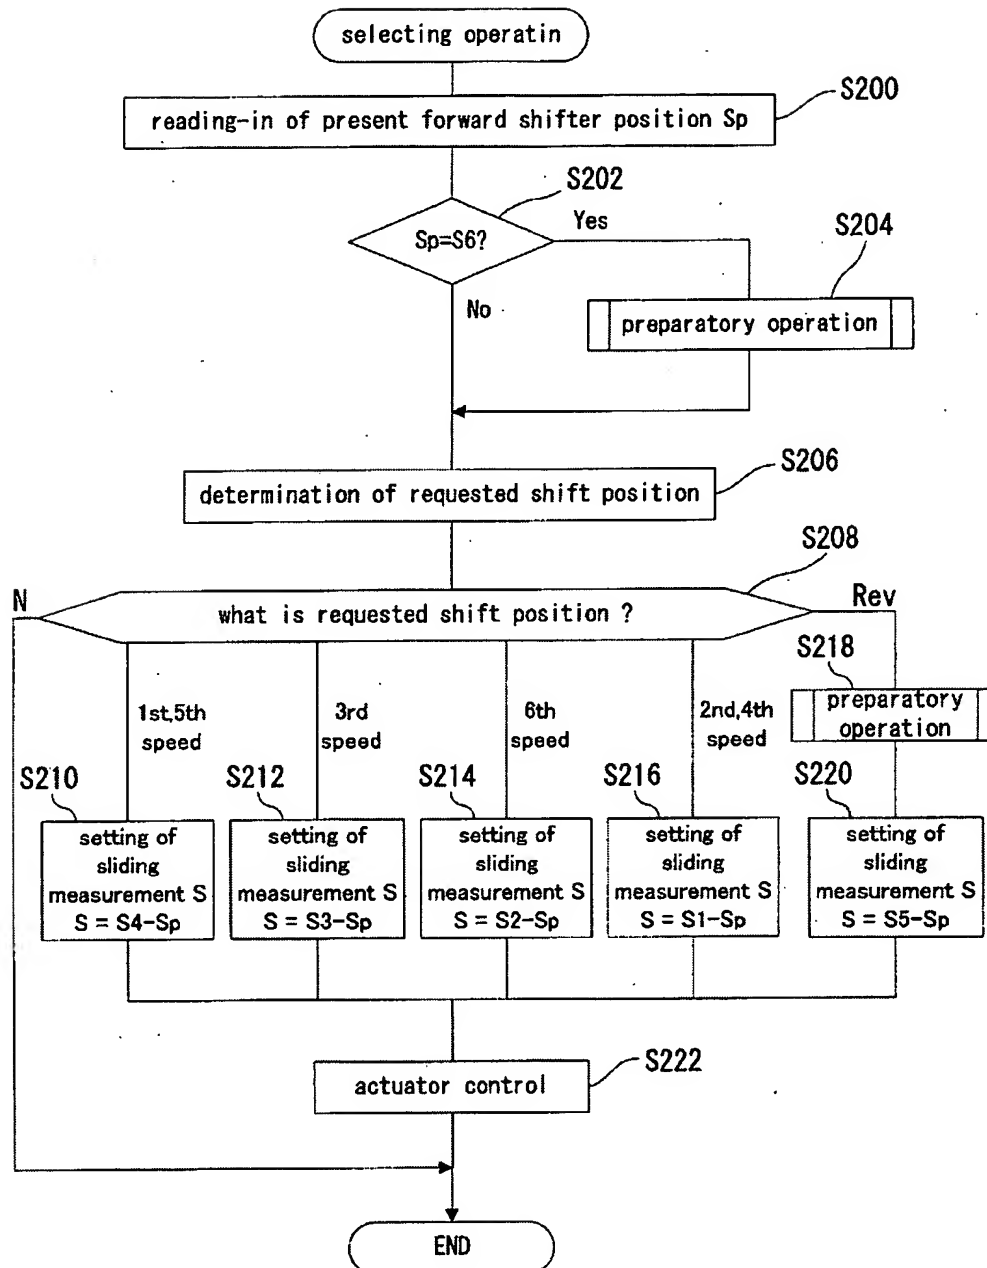 selecting operatin
S200
reading-in of present forward shifter position Sp
S202
Sp=S6?
Yes
S204
No
preparatory operation
S206
determination of requested shift position
S208
N
what is requested shift position ?
Rev
S218
preparatory
operation
1st,5th
speed
3rd
speed
6th
speed
2nd,4th
speed
S210
S212
S214
S216
S220
setting of
sliding
measurement S
S = S4-Sp
setting of
sliding
measurement S
S = S3-Sp
setting of
sliding
measurement S
S = S2-Sp
setting of
sliding
measurement S
S = S1-Sp
setting of
sliding
measurement S
S = S5-Sp
S222
actuator control
END